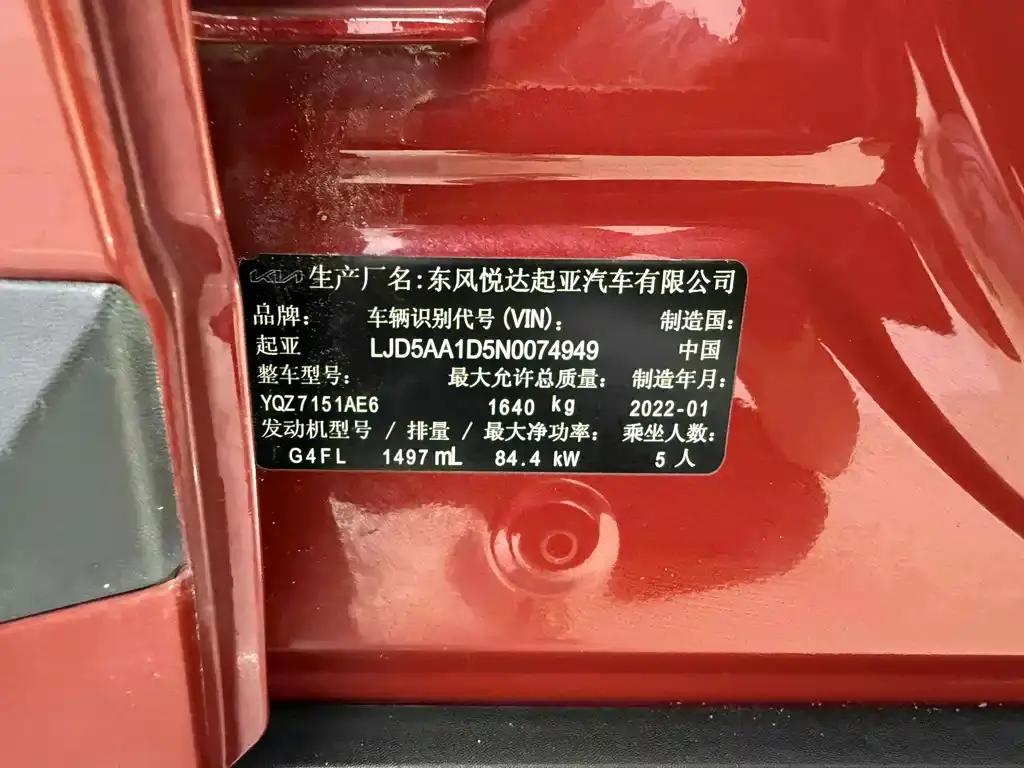 KIA 生产厂名：东风悦达起亚汽车有限公司
品牌： 车辆识别代号 (VIN)： 制造国：
起亚 LJD5AA1D5N0074949 中国
整车型号： 最大允许总质量： 制造年月：
YQZ7151AE6 1640 kg 2022-01
发动机型号 / 排量 / 最大净功率： 乘坐人数：
G4FL 1497 mL 84.4 kW 5 人